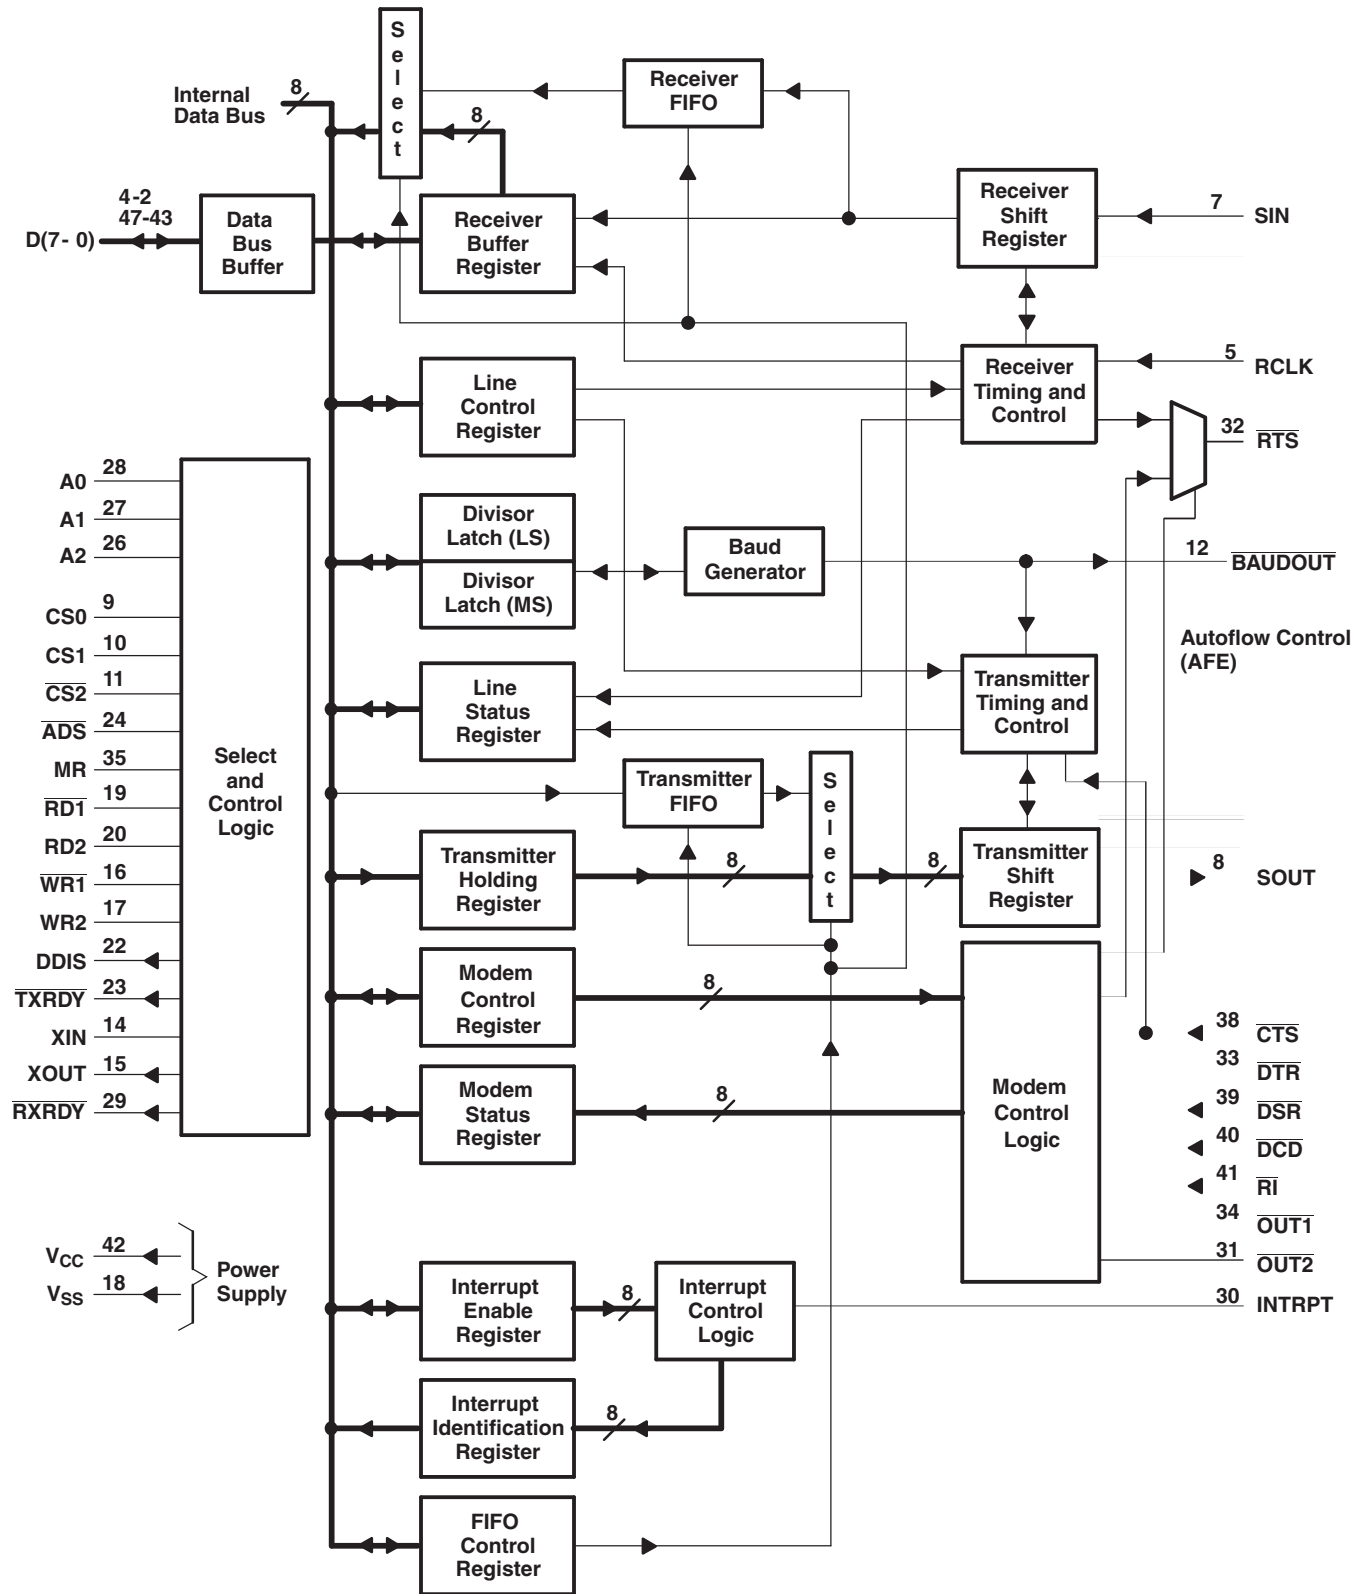 S
e
l
e
c
t
8
Internal
Data Bus
8
Receiver
FIFO
4-2
47-43
D(7- 0)
Data
Bus
Buffer
Receiver
Buffer
Register
Receiver
Shift
Register
7
SIN
Line
Control
Register
Receiver
Timing and
Control
5
RCLK
32
RTS
A0 28
A1 27
A2 26
CS0 9
CS1 10
CS2 11
ADS 24
MR 35
RD1 19
RD2 20
WR1 16
WR2 17
DDIS 22
TXRDY 23
XIN 14
XOUT 15
RXRDY 29
Select
and
Control
Logic
Divisor
Latch (LS)
Divisor
Latch (MS)
Baud
Generator
12
BAUDOUT
Autoflow Control
(AFE)
Line
Status
Register
Transmitter
Timing and
Control
Transmitter
FIFO
S
e
l
e
c
t
Transmitter
Holding
Register
8
8
Transmitter
Shift
Register
8
SOUT
Modem
Control
Register
8
Modem
Status
Register
8
Modem
Control
Logic
38 CTS
33 DTR
39 DSR
40 DCD
41 RI
34 OUT1
31 OUT2
30 INTRPT
VCC 42
VSS 18
Power
Supply
Interrupt
Enable
Register
8
Interrupt
Control
Logic
Interrupt
Identification
Register
8
FIFO
Control
Register